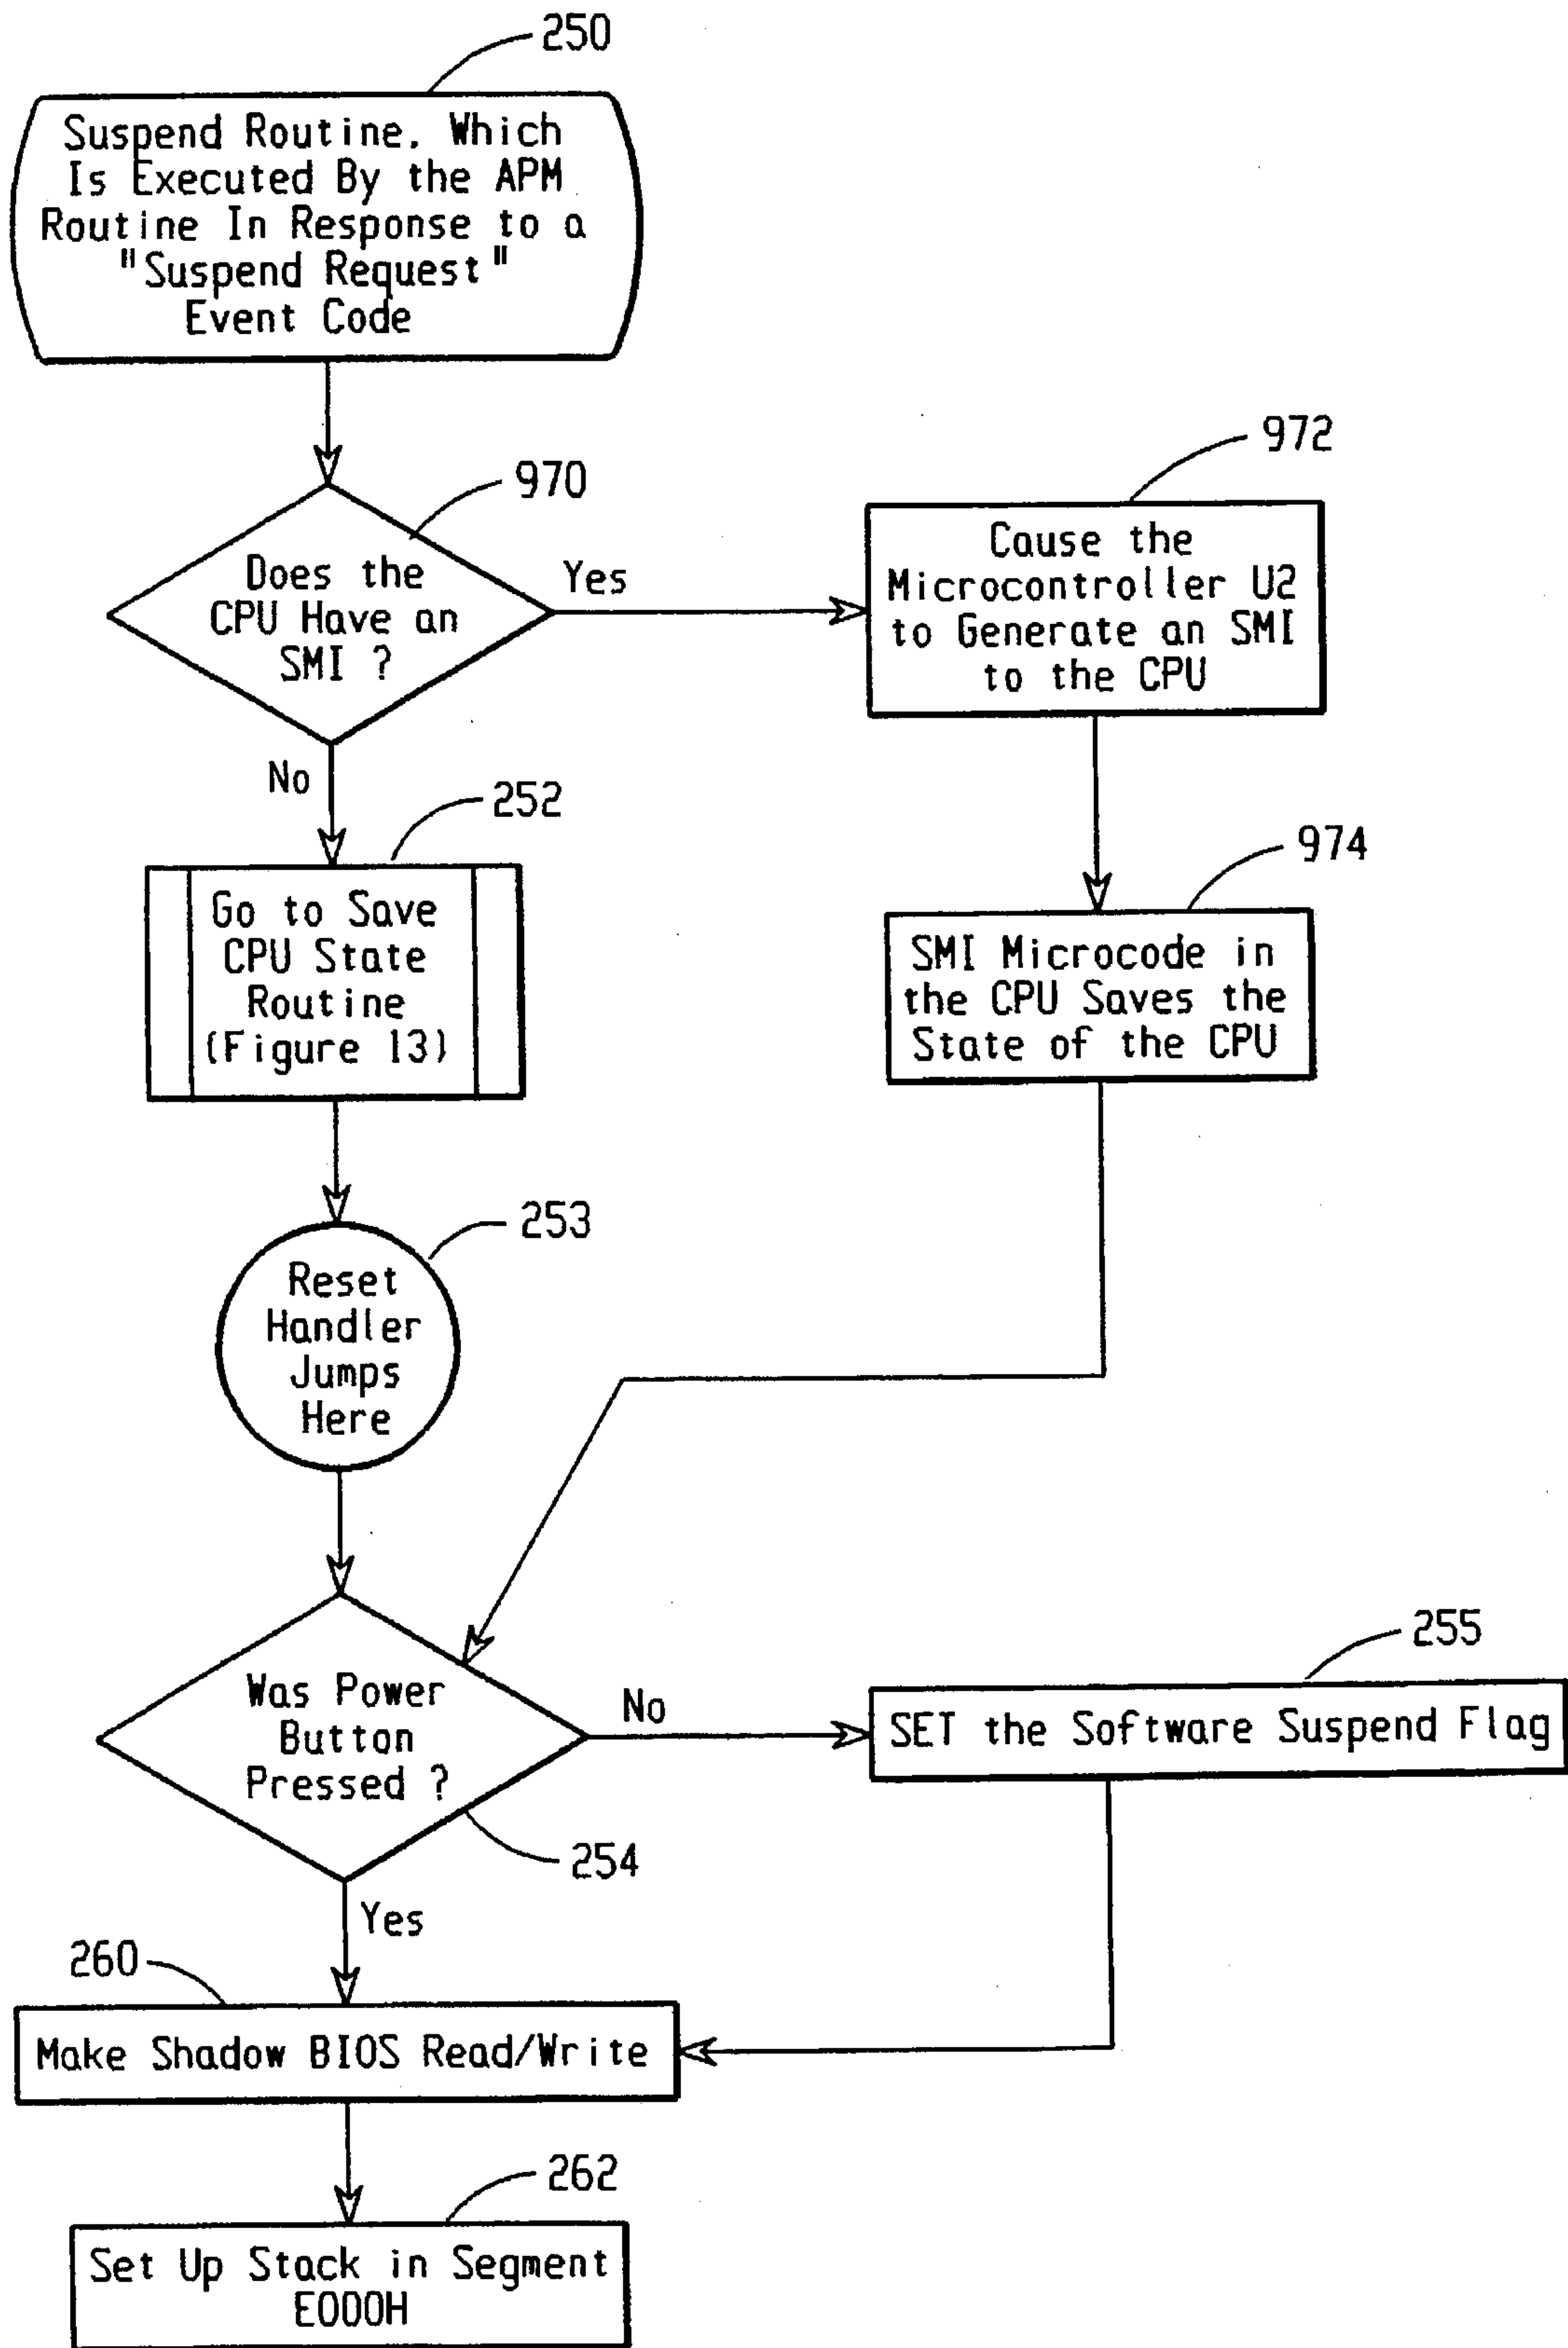 250
Suspend Routine, Which
Is Executed By the APM
Routine In Response to a
"Suspend Request"
Event Code
970
Does the
CPU Have an
SMI ?
Yes
972
Cause the
Microcontroller U2
to Generate an SMI
to the CPU
No
252
Go to Save
CPU State
Routine
(Figure 13)
974
SMI Microcode in
the CPU Saves the
State of the CPU
253
Reset
Handler
Jumps
Here
Was Power
Button
Pressed ?
254
No
255
SET the Software Suspend Flag
Yes
260
Make Shadow BIOS Read/Write
262
Set Up Stack in Segment
E000H